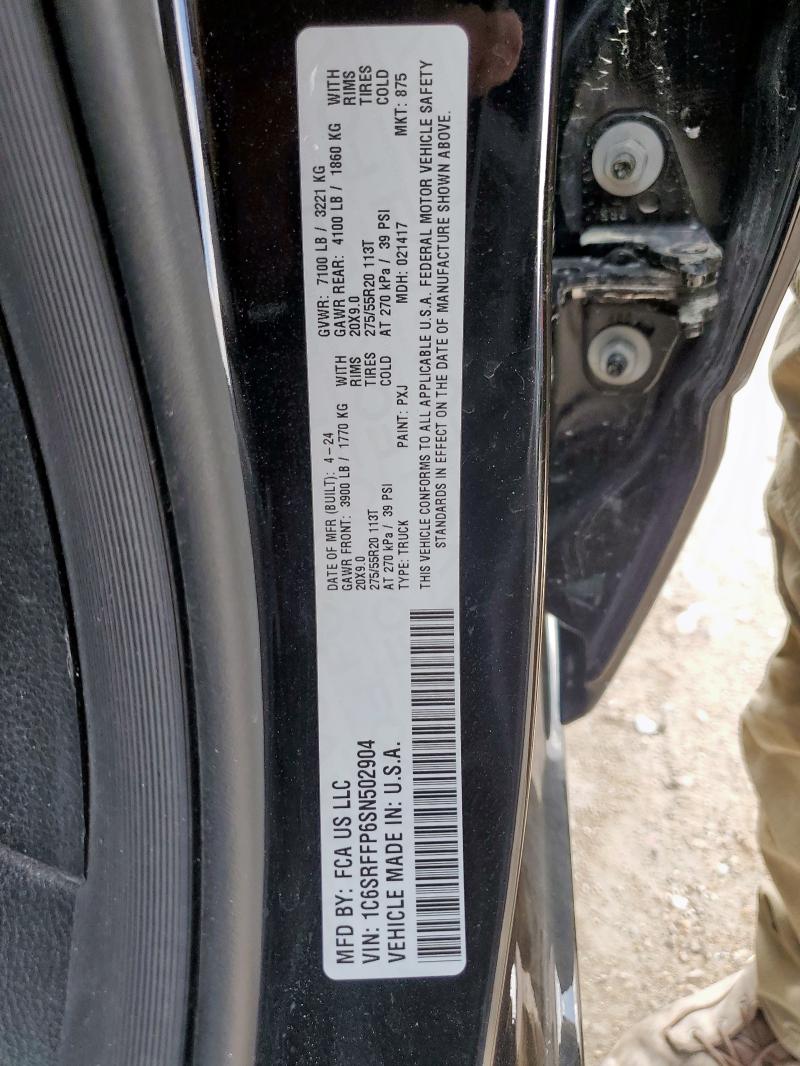 MFD BY: FCA US LLC
VIN: 1C6SRFFP6SN502904
VEHICLE MADE IN: U.S.A.
DATE OF MFR (BUILT): 4-24
GAWR FRONT: 3900 LB / 1770 KG WITH
20X9.0 RIMS
275/55R20 113T TIRES
AT 270 kPa / 39 PSI COLD
GVWR: 7100 LB / 3221 KG
GAWR REAR: 4100 LB / 1860 KG WITH
20X9.0 RIMS
275/55R20 113T TIRES
AT 270 kPa / 39 PSI COLD
TYPE: TRUCK PAINT: PXJ MDH: 021417 MKT: 875
THIS VEHICLE CONFORMS TO ALL APPLICABLE U.S.A. FEDERAL MOTOR VEHICLE SAFETY
STANDARDS IN EFFECT ON THE DATE OF MANUFACTURE SHOWN ABOVE.